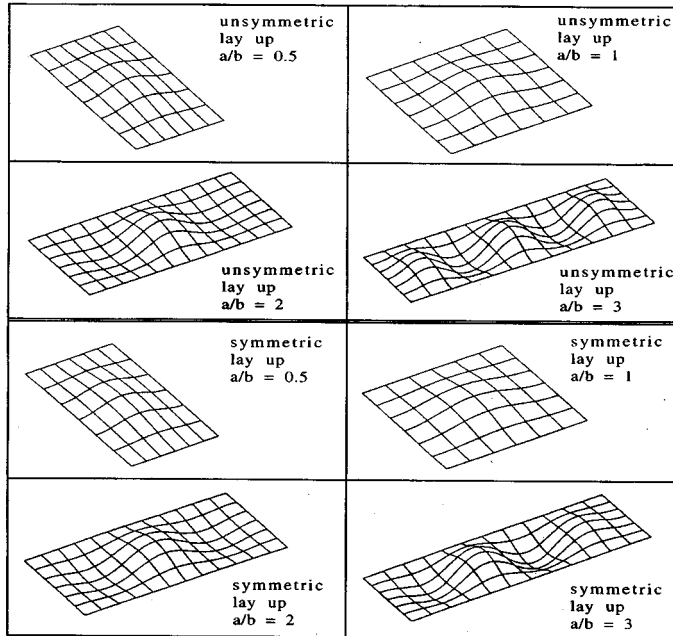 unsymmetric
lay up
a/b = 0.5
unsymmetric
lay up
a/b = 1
unsymmetric
lay up
a/b = 2
unsymmetric
lay up
a/b = 3
symmetric
lay up
a/b = 0.5
symmetric
lay up
a/b = 1
symmetric
lay up
a/b = 2
symmetric
lay up
a/b = 3